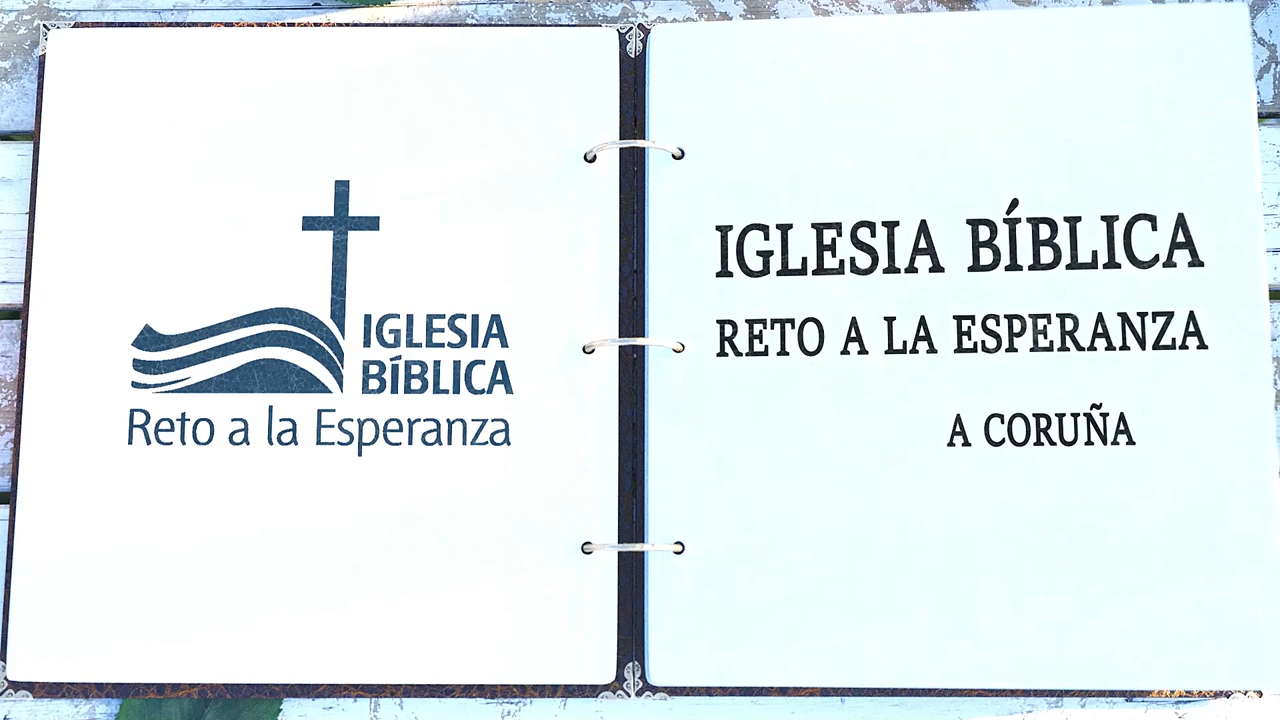 IGLESIA
BÍBLICA
Reto a la Esperanza
IGLESIA BÍBLICA
RETO A LA ESPERANZA
A CORUÑA